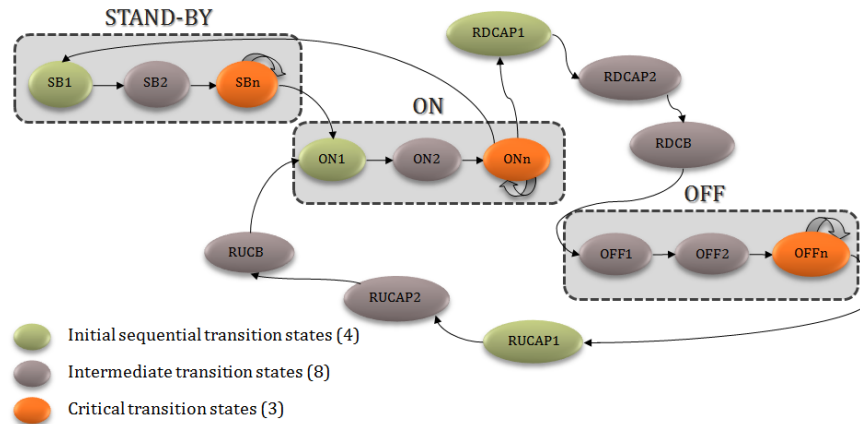 STAND-BY
SB1
SB2
SBn
RDCAP1
RDCAP2
RDCB
ON
ON1
ON2
ONn
OFF
OFF1
OFF2
OFFn
RUCB
RUCAP2
RUCAP1
Initial sequential transition states (4)
Intermediate transition states (8)
Critical transition states (3)